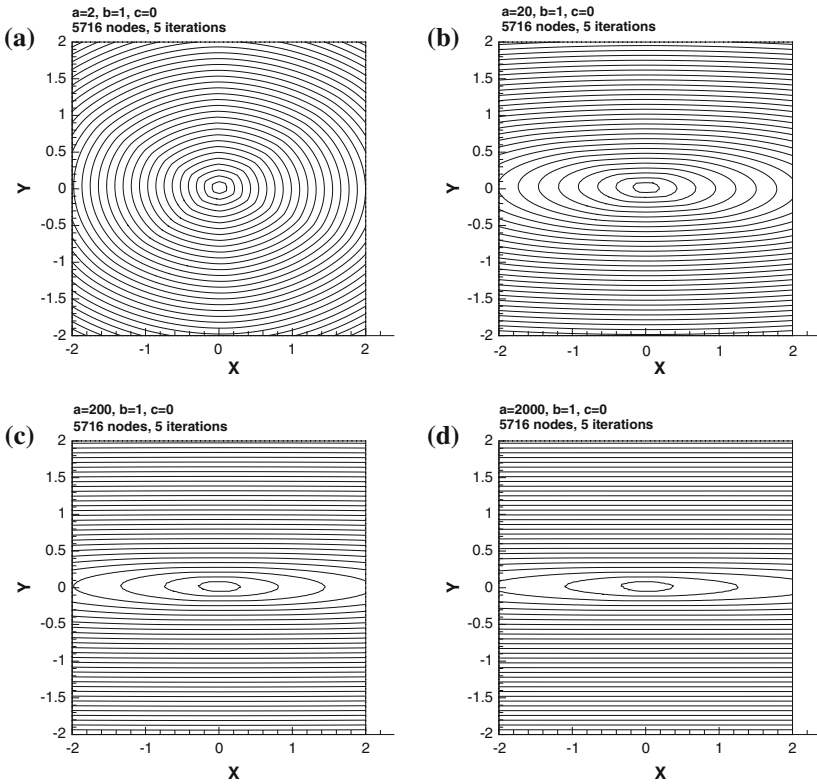 (a)
a=2, b=1, c=0
5716 nodes, 5 iterations
2
1.5
1
0.5
0
-0.5
-1
-1.5
-2
Y
-2 -1 0 1 2
X
(b)
a=20, b=1, c=0
5716 nodes, 5 iterations
2
1.5
1
0.5
0
-0.5
-1
-1.5
-2
Y
-2 -1 0 1 2
X
(c)
a=200, b=1, c=0
5716 nodes, 5 iterations
2
1.5
1
0.5
0
-0.5
-1
-1.5
-2
Y
-2 -1 0 1 2
X
(d)
a=2000, b=1, c=0
5716 nodes, 5 iterations
2
1.5
1
0.5
0
-0.5
-1
-1.5
-2
Y
-2 -1 0 1 2
X